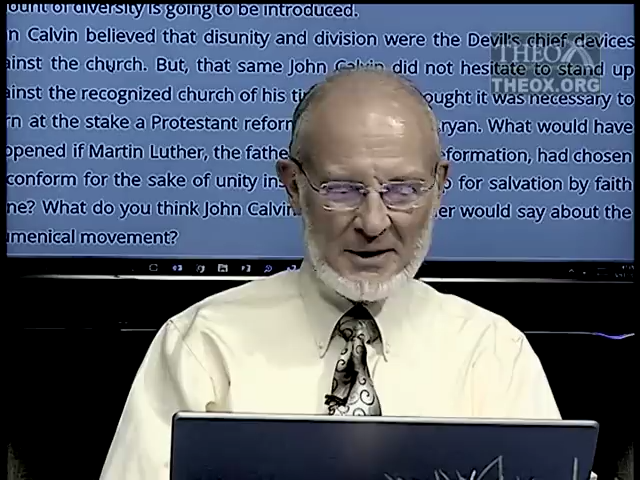 ount of diversity is going to be introduced.
n Calvin believed that disunity and division were the Devil's chief devices
ainst the church. But, that same John Calvin did not hesitate to stand up
ainst the recognized church of his ti ought it was necessary to
rn at the stake a Protestant refor ryan. What would have
opened if Martin Luther, the fathe formation, had chosen
conform for the sake of unity in o for salvation by faith
ne? What do you think John Calvin er would say about the
umenical movement?
THEOX
THEOX.ORG